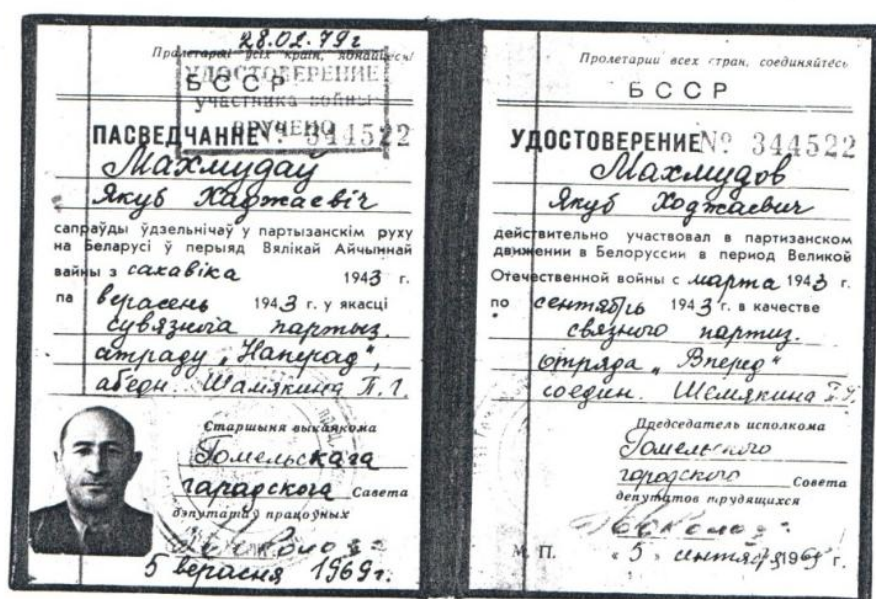 28.02.79г
Пралетарыі ўсіх краін, яднайцеся!
УДОСТОВЕРЕНИЕ
БССР
участника войны
ВРУЧЕНО
ПАСВЕДЧАННЕ № 344522
Махмудаў
Якуб Хаджаевіч
сапраўды ўдзельнічаў у партызанскім руху
на Беларусі ў перыяд Вялікай Айчыннай
вайны з сакавіка 1943 г.
па верасень 1943 г. у якасці
сувязнога партыз.
атраду „Наперад“,
аб'едн. Шамякина
Старшыня выканкома
Гомельскага
гарадскога Савета
дэпутатаў працоўных
5 верасня 1969г.
Пролетарии всех стран, соединяйтесь
БССР
УДОСТОВЕРЕНИЕ № 344522
Махмудов
Якуб Ходжаевич
действительно участвовал в партизанском
движении в Белоруссии в период Великой
Отечественной войны с марта 1943 г.
по сентябрь 1943 г. в качестве
связного партиз.
отряда „Вперед“
соедин. Шемякина
Председатель исполкома
Гомельского
городского Совета
депутатов трудящихся
М. П. « 5 » сентября 1969 г.